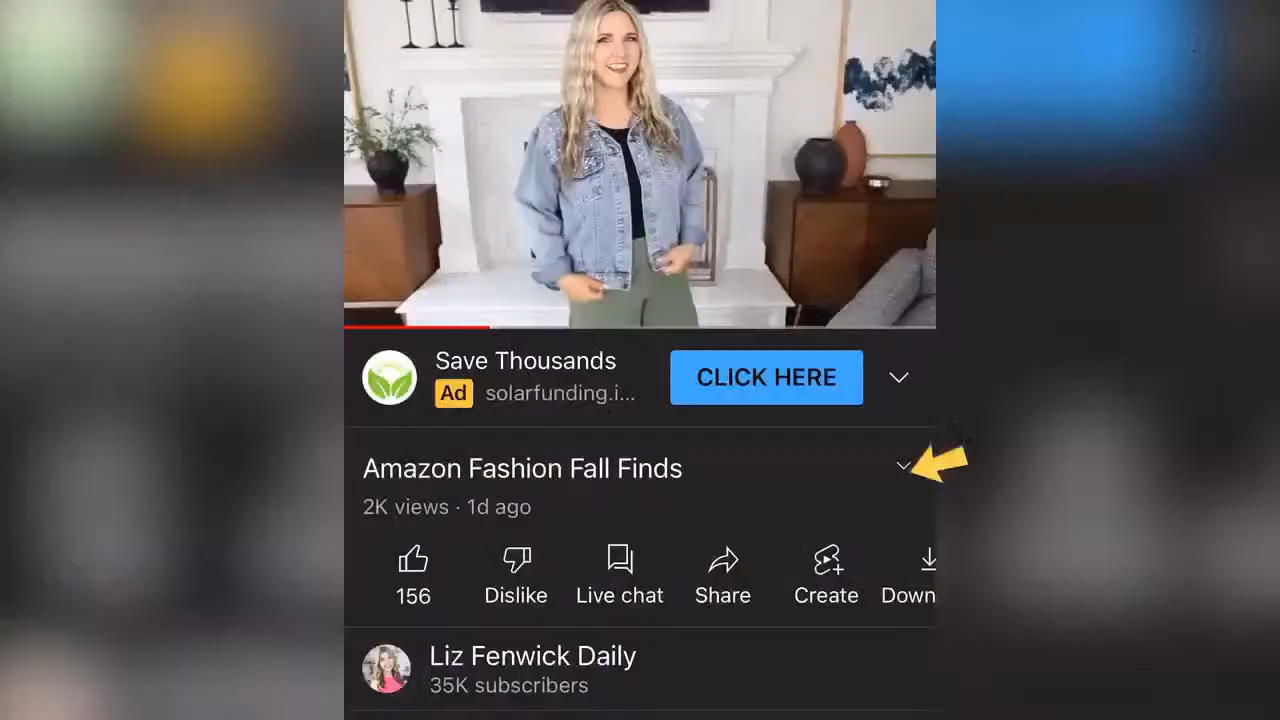 Save Thousands
Ad solarfunding.i...
CLICK HERE
Amazon Fashion Fall Finds
2K views · 1d ago
156
Dislike
Live chat
Share
Create
Down
Liz Fenwick Daily
35K subscribers